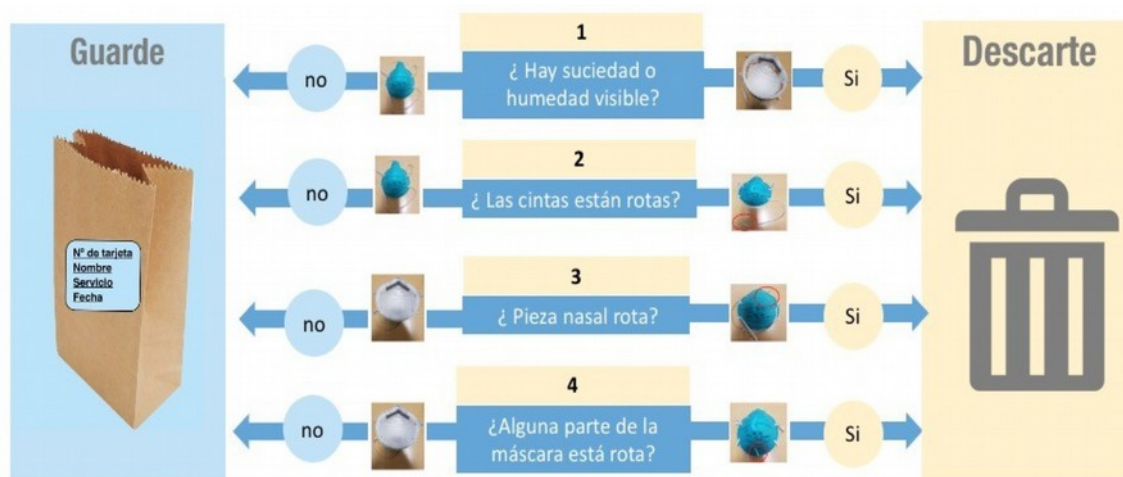 Guarde
Nº de tarjeta
Nombre
Servicio
Fecha
1
¿ Hay suciedad o
humedad visible?
no
Si
2
¿ Las cintas están rotas?
no
Si
3
¿ Pieza nasal rota?
no
Si
4
¿Alguna parte de la
máscara está rota?
no
Si
Descarte